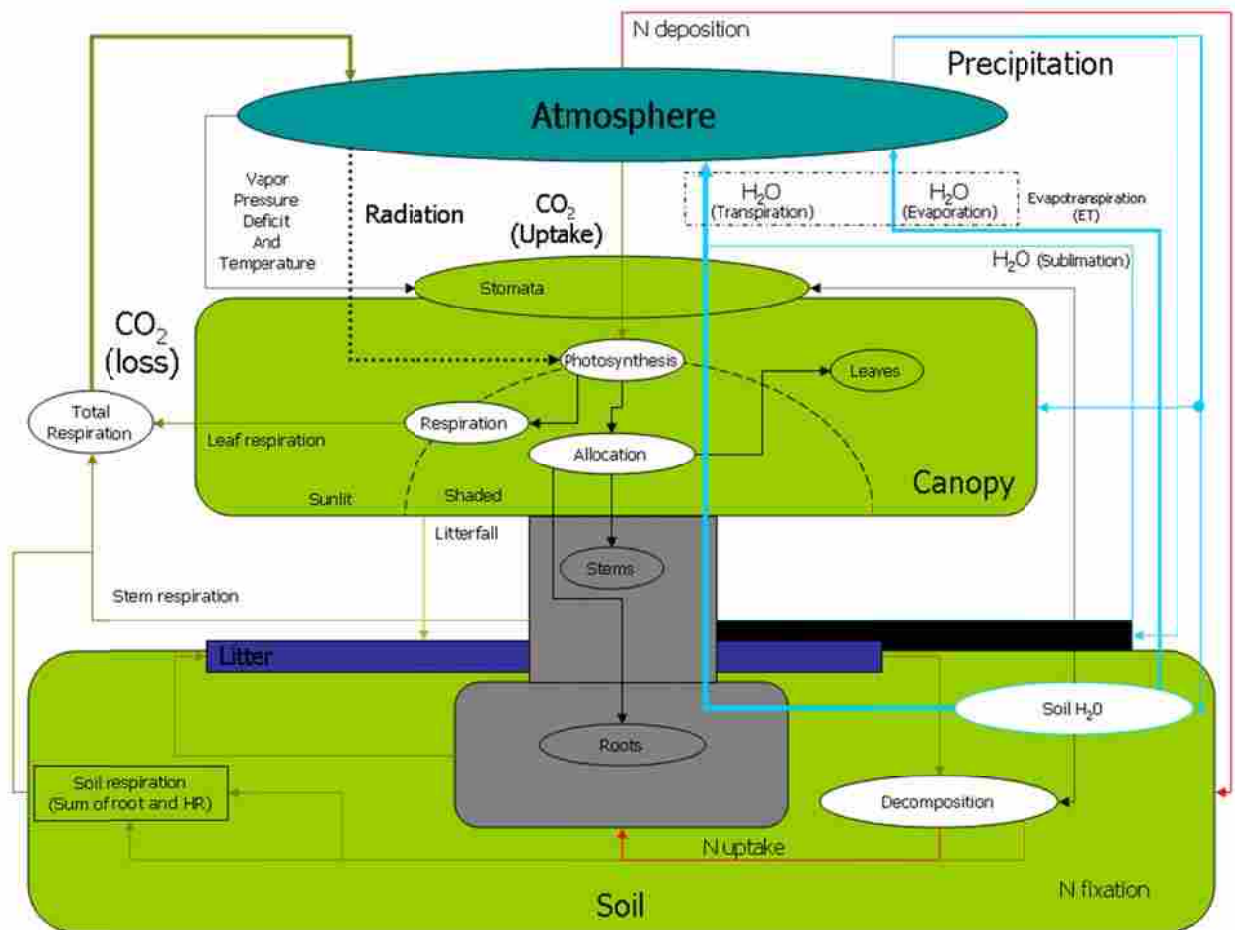 N deposition
Precipitation
Atmosphere
Vapor
Pressure
Deficit
And
Temperature
Radiation
CO₂
(Uptake)
H₂O
(Transpiration)
H₂O
(Evaporation)
Evapotranspiration
(ET)
H₂O (Sublimation)
Stomata
CO₂
(loss)
Photosynthesis
Leaves
Total
Respiration
Respiration
Leaf respiration
Allocation
Canopy
Sunlit
Shaded
Litterfall
Stems
Stem respiration
Litter
Soil H₂0
Roots
Soil respiration
(Sum of root and HR)
Decomposition
N uptake
N fixation
Soil